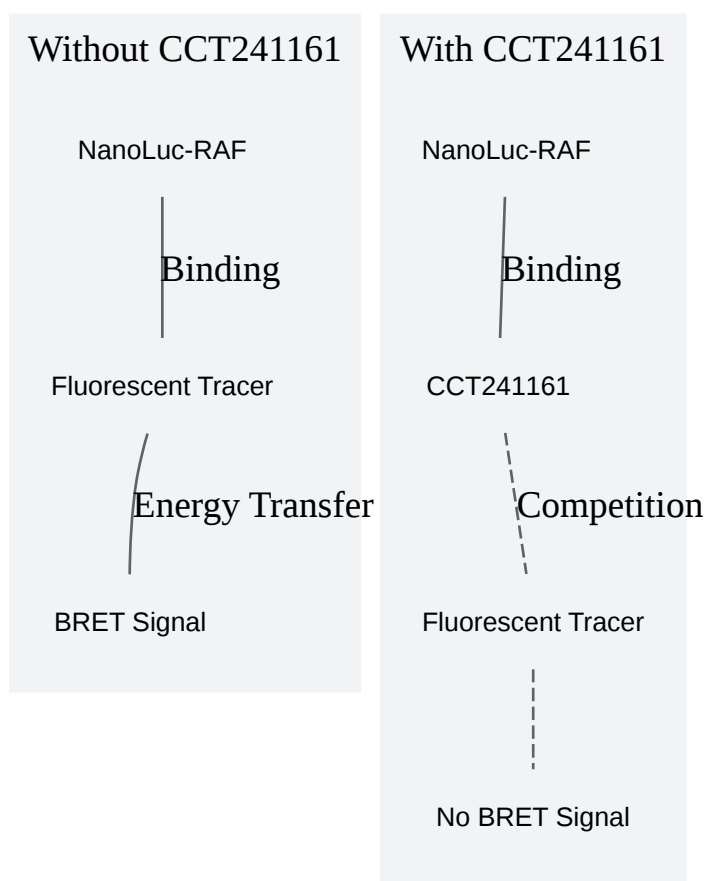 Without CCT241161
NanoLuc-RAF
Binding
Fluorescent Tracer
Energy Transfer
BRET Signal
With CCT241161
NanoLuc-RAF
Binding
CCT241161
Competition
Fluorescent Tracer
No BRET Signal